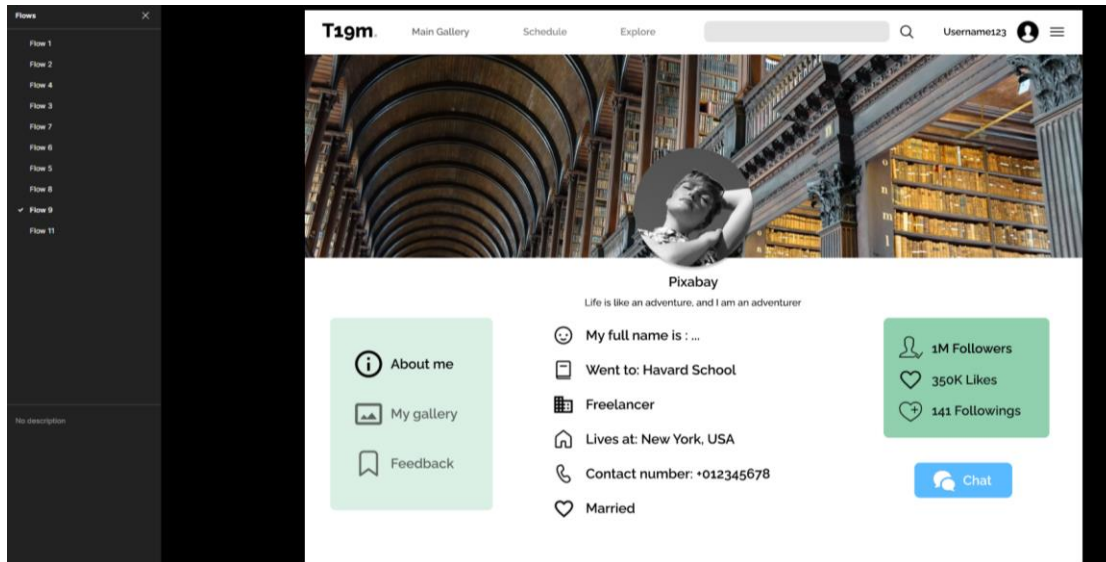 Flows
Flow 1
Flow 2
Flow 4
Flow 3
Flow 7
Flow 6
Flow 5
Flow 8
Flow 9
Flow 11
No description
T19m.
Main Gallery
Schedule
Explore
Username123
Pixabay
Life is like an adventure, and I am an adventurer
About me
My gallery
Feedback
My full name is : ...
Went to: Havard School
Freelancer
Lives at: New York, USA
Contact number: +012345678
Married
1M Followers
350K Likes
141 Followings
Chat